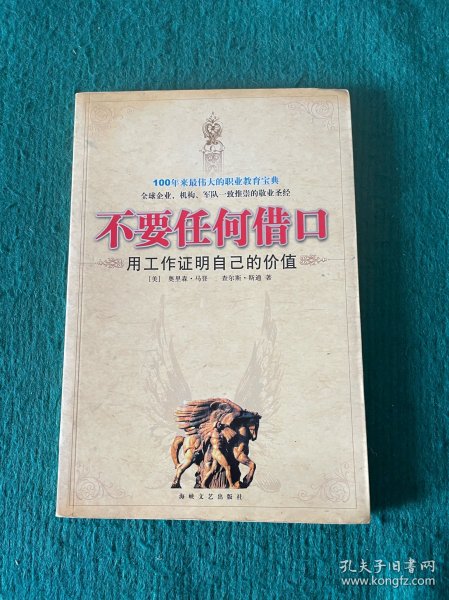 100年来最伟大的职业教育宝典
全球企业、机构、军队一致推崇的敬业圣经
不要任何借口
用工作证明自己的价值
[美] 奥里森·马登 查尔斯·斯迪 著
海峡文艺出版社
孔夫子旧书网
www.kongfz.com